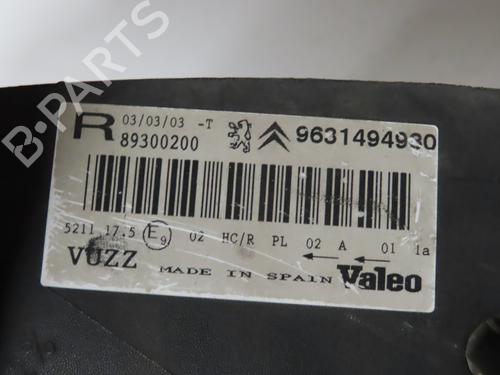 R 03/03/03 -T 9631494930
89300200
5211 17.5 E9 02 HC/R PL 02 A 01 1a
VUZZ MADE IN SPAIN Valeo
B-PARTS